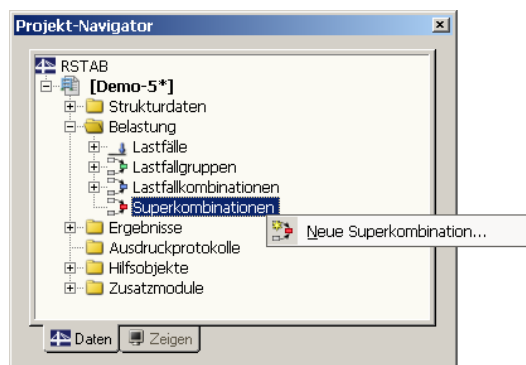 Projekt-Navigator
RSTAB
[Demo-5*]
Strukturdaten
Belastung
Lastfälle
Lastfallgruppen
Lastfallkombinationen
Superkombinationen
Neue Superkombination...
Ergebnisse
Ausdruckprotokolle
Hilfsobjekte
Zusatzmodule
Daten Zeigen